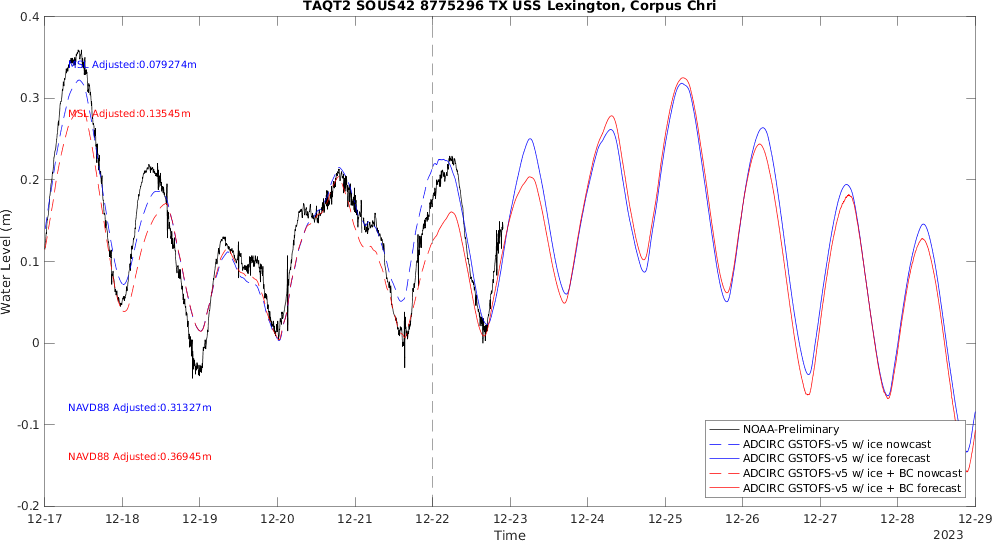 TAQT2 SOUS42 8775296 TX USS Lexington, Corpus Chri
0.4
0.3
0.2
0.1
0
-0.1
-0.2
Water Level (m)
MSL Adjusted:0.079274m
MSL Adjusted:0.13545m
NAVD88 Adjusted:0.31327m
NAVD88 Adjusted:0.36945m
NOAA-Preliminary
ADCIRC GSTOFS-v5 w/ ice nowcast
ADCIRC GSTOFS-v5 w/ ice forecast
ADCIRC GSTOFS-v5 w/ice + BC nowcast
ADCIRC GSTOFS-v5 w/ice + BC forecast
12-17 12-18 12-19 12-20 12-21 12-22 12-23 12-24 12-25 12-26 12-27 12-28 12-29
Time
2023